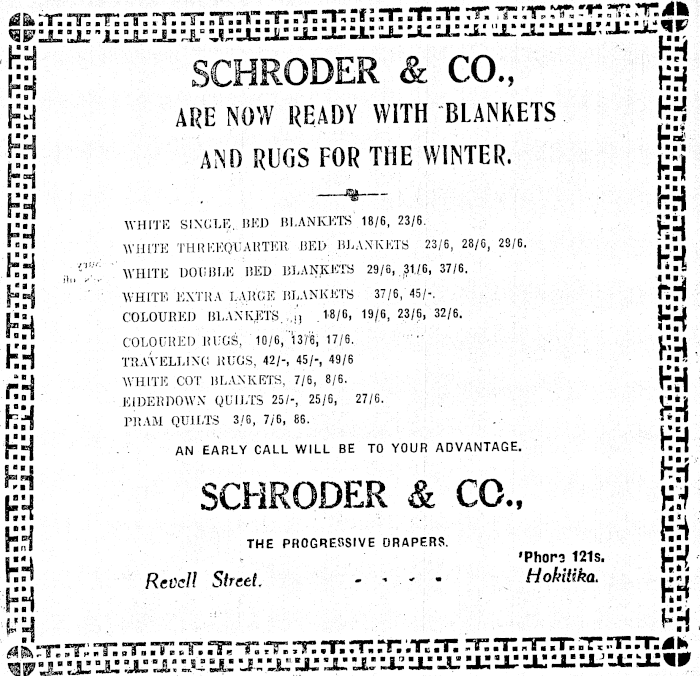 SCHRODER & CO.,
ARE NOW READY WITH BLANKETS
AND RUGS FOR THE WINTER.
WHITE SINGLE BED BLANKETS 18/6, 23/6.
WHITE THREEQUARTER BED BLANKETS 23/6, 28/6, 29/6.
WHITE DOUBLE BED BLANKETS 29/6, 31/6, 37/6.
WHITE EXTRA LARGE BLANKETS 37/6, 45/-.
COLOURED BLANKETS 18/6, 19/6, 23/6, 32/6.
COLOURED RUGS, 10/6, 13/6, 17/6.
TRAVELLING RUGS, 42/-, 45/-, 49/6
WHITE COT BLANKETS, 7/6, 8/6.
EIDERDOWN QUILTS 25/-, 25/6, 27/6.
PRAM QUILTS 3/6, 7/6, 86.
AN EARLY CALL WILL BE TO YOUR ADVANTAGE.
SCHRODER & CO.,
THE PROGRESSIVE DRAPERS.
'Phone 121s.
Revell Street. - - - - Hokitika.